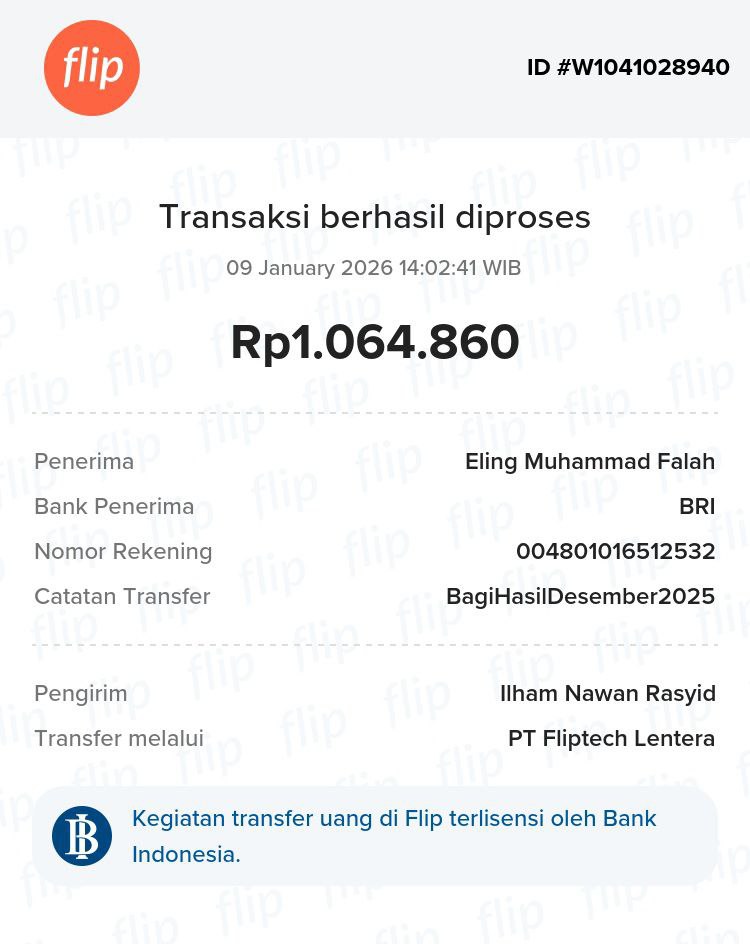 flip
ID #W1041028940
Transaksi berhasil diproses
09 January 2026 14:02:41 WIB
Rp1.064.860
Penerima Eling Muhammad Falah
Bank Penerima BRI
Nomor Rekening 004801016512532
Catatan Transfer BagiHasilDesember2025
Pengirim Ilham Nawan Rasyid
Transfer melalui PT Fliptech Lentera
Kegiatan transfer uang di Flip terlisensi oleh Bank
Indonesia.